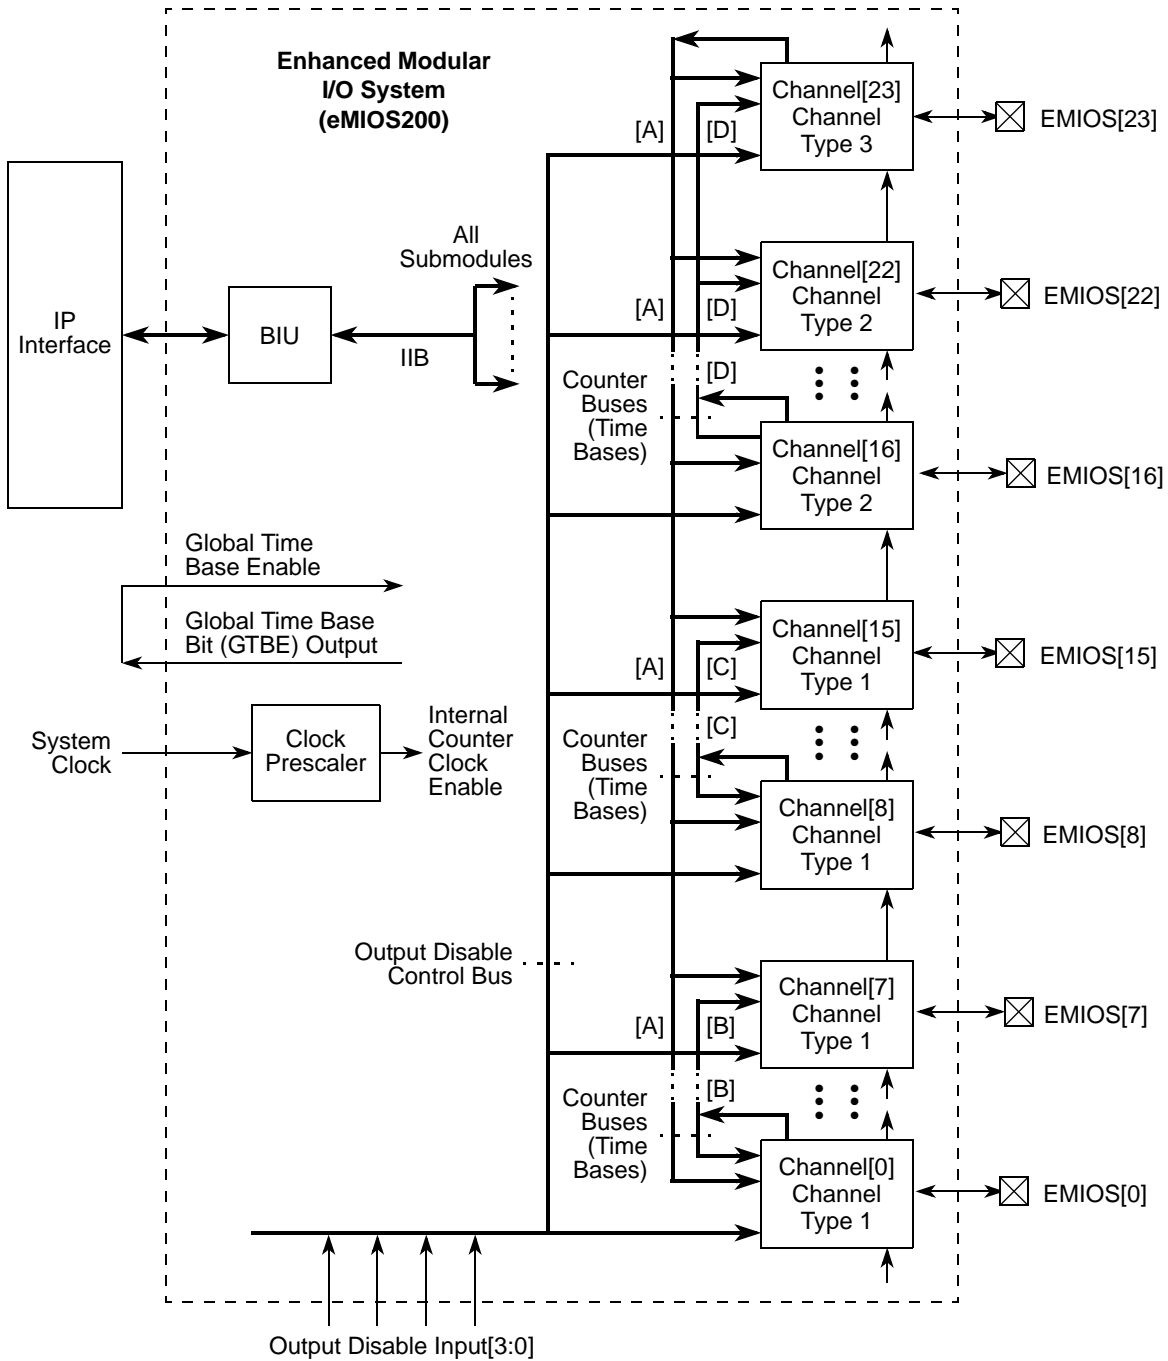 Enhanced Modular
I/O System
(eMIOS200)
IP
Interface
BIU
IIB
All
Submodules
Global Time
Base Enable
Global Time Base
Bit (GTBE) Output
System
Clock
Clock
Prescaler
Internal
Counter
Clock
Enable
Output Disable
Control Bus
Output Disable Input[3:0]
[A]
[D]
Channel[23]
Channel
Type 3
EMIOS[23]
[A]
[D]
Channel[22]
Channel
Type 2
EMIOS[22]
[D]
Counter
Buses
(Time
Bases)
Channel[16]
Channel
Type 2
EMIOS[16]
[A]
[C]
Channel[15]
Channel
Type 1
EMIOS[15]
[C]
Counter
Buses
(Time
Bases)
Channel[8]
Channel
Type 1
EMIOS[8]
[A]
[B]
Channel[7]
Channel
Type 1
EMIOS[7]
[B]
Counter
Buses
(Time
Bases)
Channel[0]
Channel
Type 1
EMIOS[0]